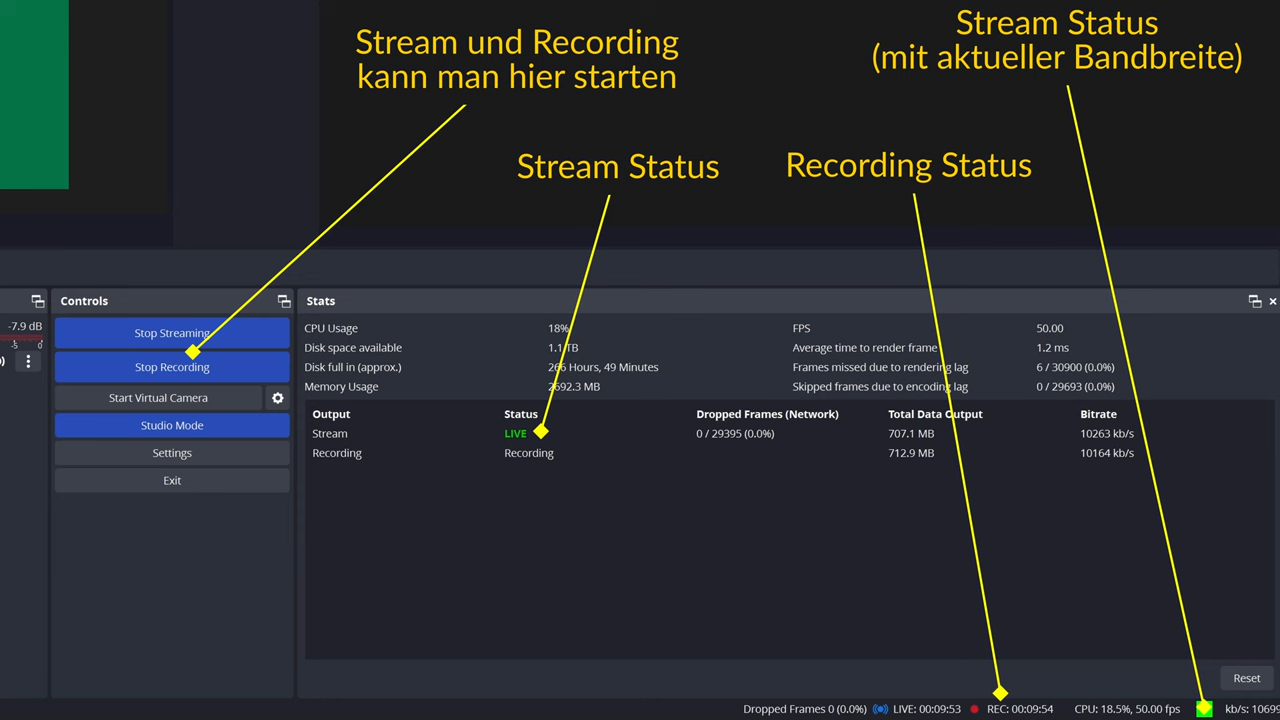 Stream und Recording
kann man hier starten
Stream Status
(mit aktueller Bandbreite)
Stream Status
Recording Status
-7.9 dB
-5 0
Controls
Stop Streaming
Stop Recording
Start Virtual Camera
Studio Mode
Settings
Exit
Stats
CPU Usage 18% FPS 50.00
Disk space available 1.1 TB Average time to render frame 1.2 ms
Disk full in (approx.) 266 Hours, 49 Minutes Frames missed due to rendering lag 6 / 30900 (0.0%)
Memory Usage 2692.3 MB Skipped frames due to encoding lag 0 / 29693 (0.0%)
Output Status Dropped Frames (Network) Total Data Output Bitrate
Stream LIVE 0 / 29395 (0.0%) 707.1 MB 10263 kb/s
Recording Recording 712.9 MB 10164 kb/s
Reset
Dropped Frames 0 (0.0%) LIVE: 00:09:53 REC: 00:09:54 CPU: 18.5%, 50.00 fps kb/s: 10699